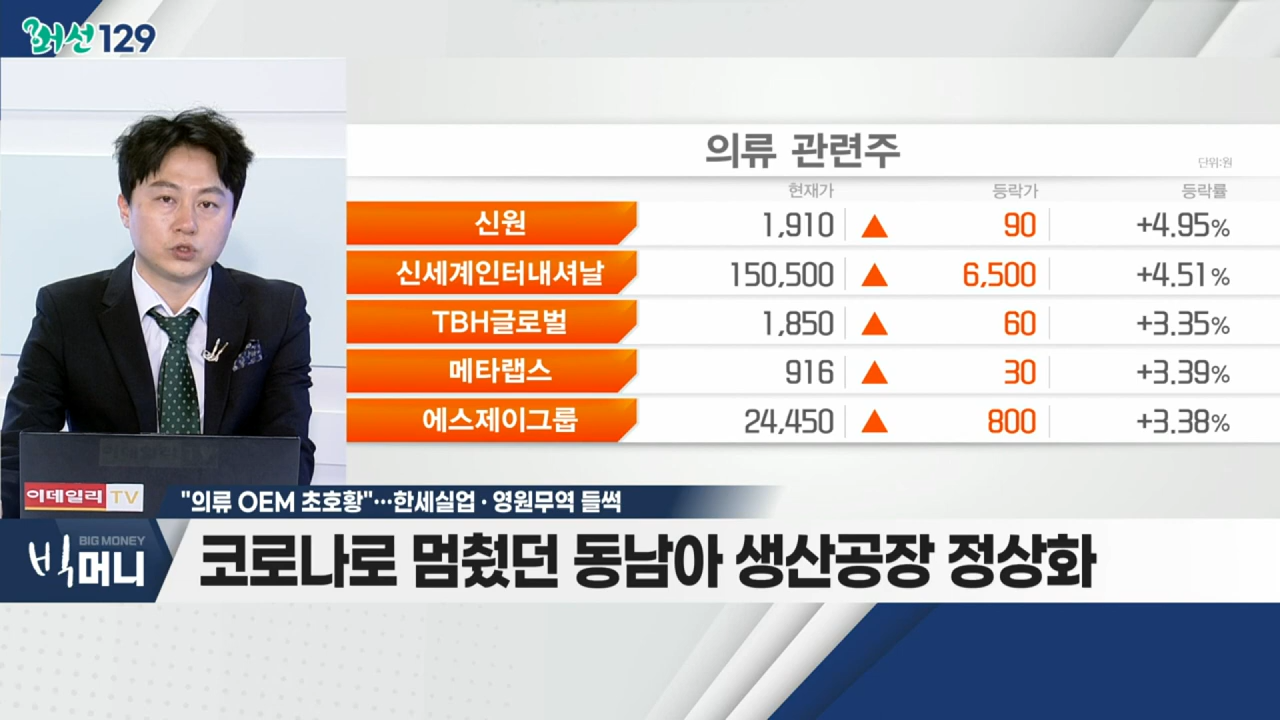 머선129
의류 관련주
단위:원
현재가 등락가 등락률
신원 1,910 ▲ 90 +4.95%
신세계인터내셔날 150,500 ▲ 6,500 +4.51%
TBH글로벌 1,850 ▲ 60 +3.35%
메타랩스 916 ▲ 30 +3.39%
에스제이그룹 24,450 ▲ 800 +3.38%
이데일리TV
이데일리 TV
"의류 OEM 초호황"…한세실업·영원무역 들썩
BIG MONEY
빅머니
코로나로 멈췄던 동남아 생산공장 정상화